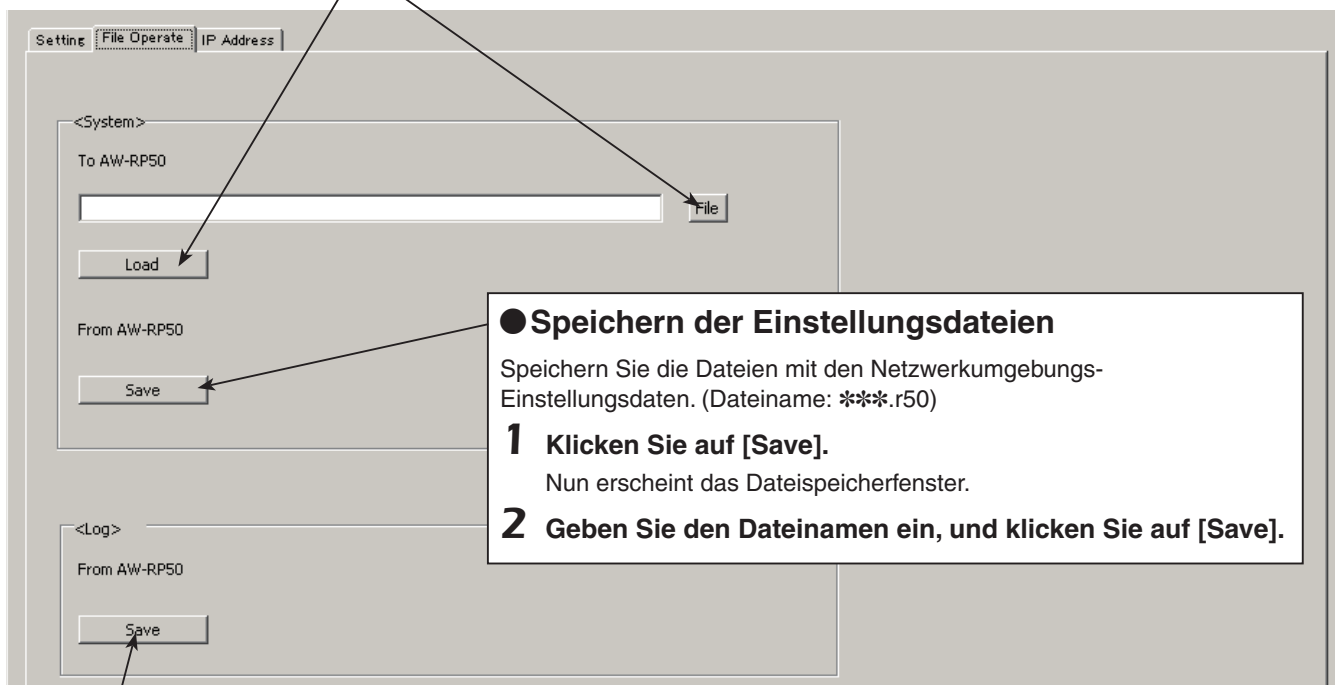 Setting File Operate IP Address
<System>
To AW-RP50
File
Load
From AW-RP50
Save
●Speichern der Einstellungsdateien
Speichern Sie die Dateien mit den Netzwerkumgebungs-
Einstellungsdaten. (Dateiname: ***.r50)
1 Klicken Sie auf [Save].
Nun erscheint das Dateispeicherfenster.
2 Geben Sie den Dateinamen ein, und klicken Sie auf [Save].
<Log>
From AW-RP50
Save